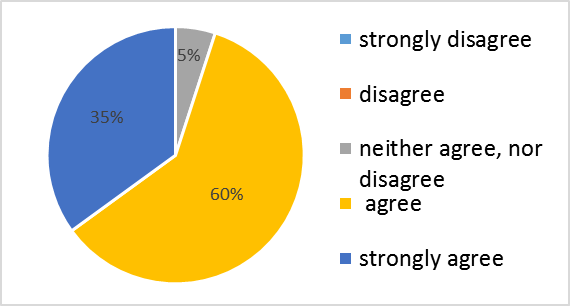 5%
35%
60%
strongly disagree
disagree
neither agree, nor
disagree
agree
strongly agree